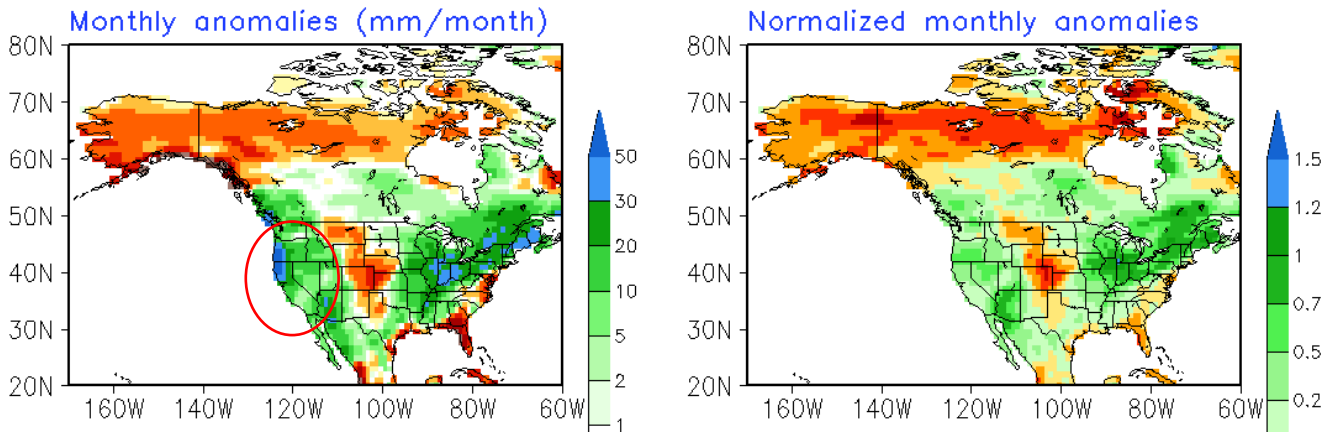 Monthly anomalies (mm/month)
80N
70N
60N
50N
40N
30N
20N
160W 140W 120W 100W 80W 60W
50
30
20
10
5
2
1
Normalized monthly anomalies
80N
70N
60N
50N
40N
30N
20N
160W 140W 120W 100W 80W 60W
1.5
1.2
1
0.7
0.5
0.2